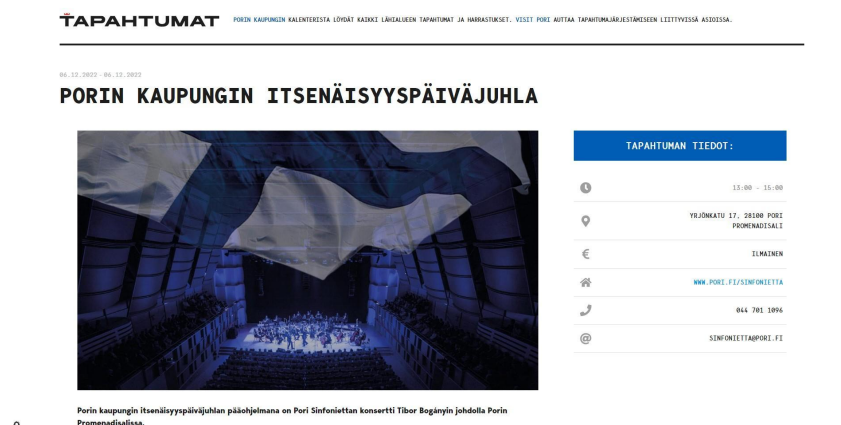 TAPAHTUMAT
PORIN KAUPUNGIN KALENTERISTA LÖYDÄT KAIKKI LÄHIALUEEN TAPAHTUMAT JA HARRASTUKSET. VISIT PORI AUTTAA TAPAHTUMAJÄRJESTÄMISEEN LIITTYVISSÄ ASIOISSA.
06.12.2022 - 06.12.2022
PORIN KAUPUNGIN ITSENÄISYYSPÄIVÄJUHLA
TAPAHTUMAN TIEDOT:
13:00 - 15:00
YRJÖNKATU 17, 28100 PORI
PROMENADISALI
ILMAINEN
WWW.PORI.FI/SINFONIETTA
044 701 1096
SINFONIETTA@PORI.FI
Porin kaupungin itsenäisyyspäiväjuhlan pääohjelmana on Pori Sinfoniettan konsertti Tibor Bogányin johdolla Porin
Promenadisalissa.